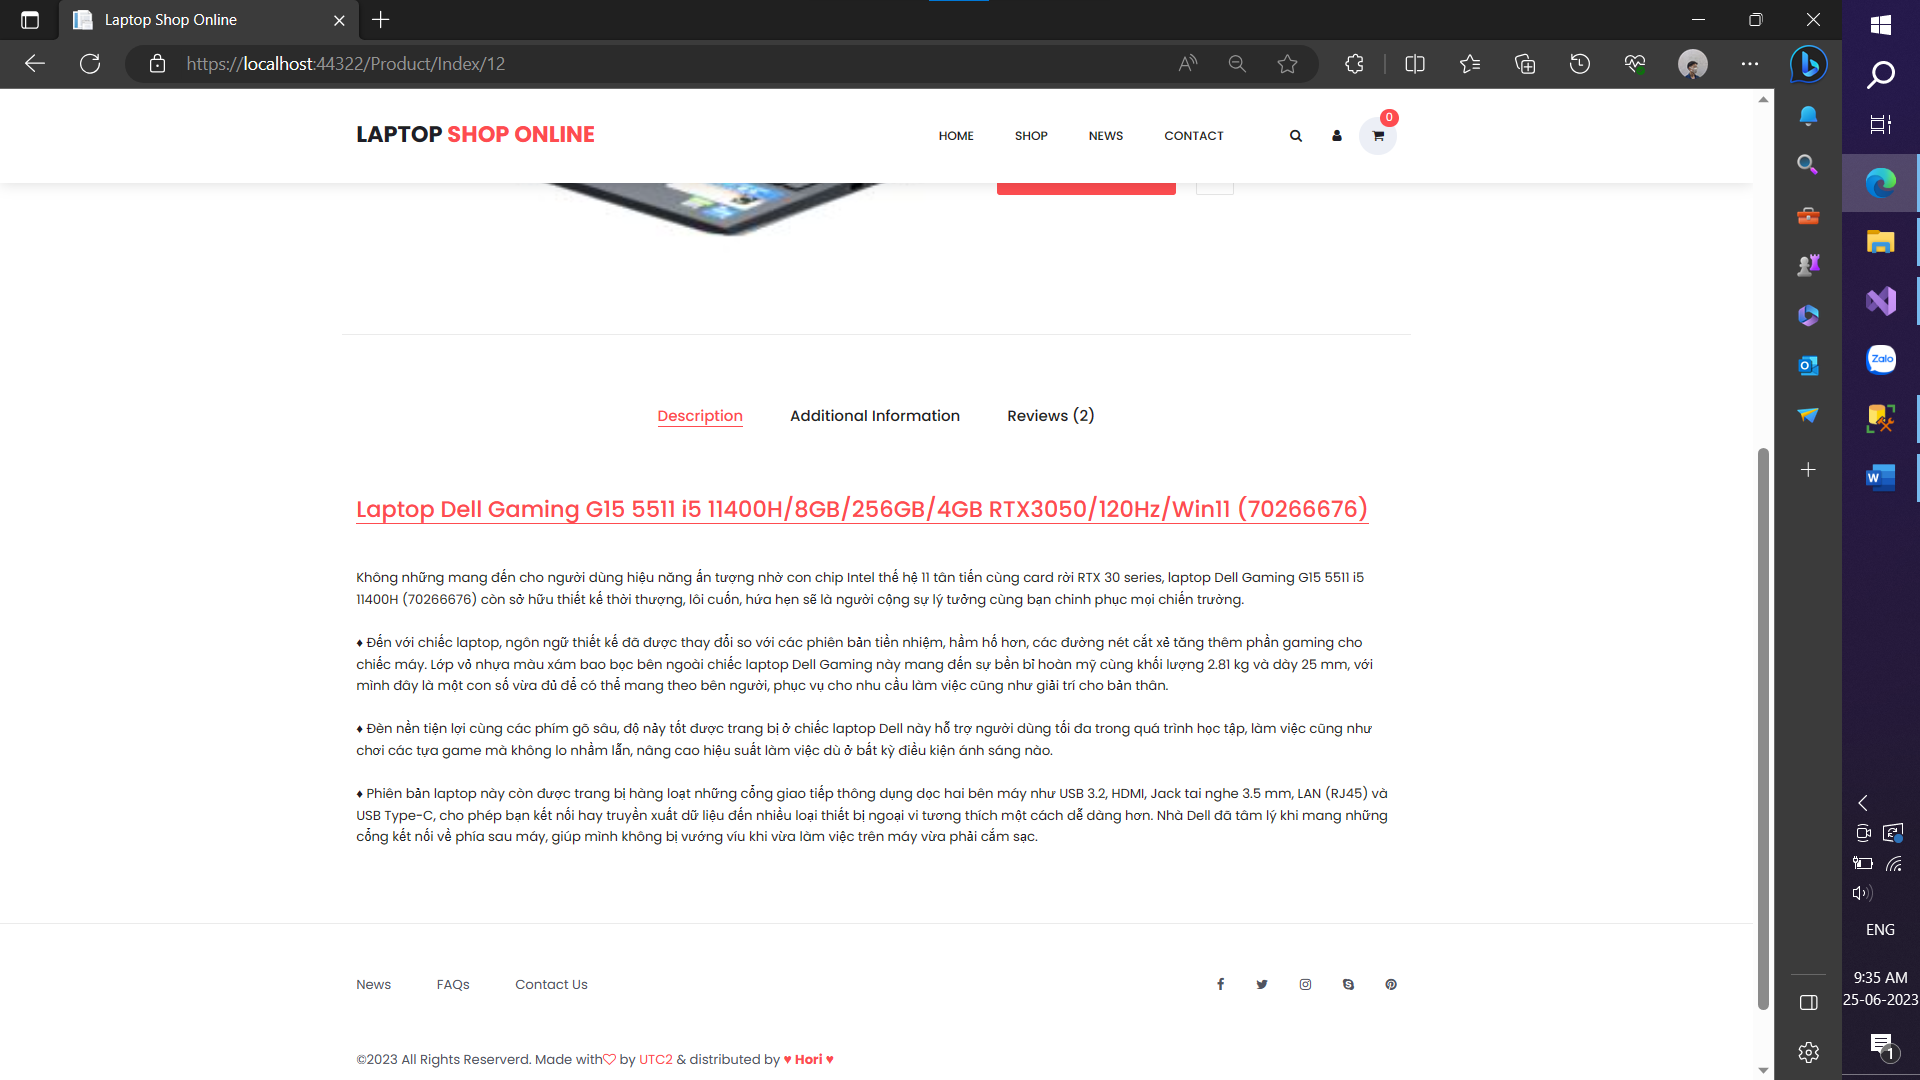 Laptop Shop Online
https://localhost:44322/Product/Index/12
LAPTOP SHOP ONLINE
HOME SHOP NEWS CONTACT 0
Description Additional Information Reviews (2)
Laptop Dell Gaming G15 5511 i5 11400H/8GB/256GB/4GB RTX3050/120Hz/Win11 (70266676)
Không những mang đến cho người dùng hiệu năng ấn tượng nhờ con chip Intel thế hệ 11 tân tiến cùng card rời RTX 30 series, laptop Dell Gaming G15 5511 i5
11400H (70266676) còn sở hữu thiết kế thời thượng, lôi cuốn, hứa hẹn sẽ là người cộng sự lý tưởng cùng bạn chinh phục mọi chiến trường.
♦ Đến với chiếc laptop, ngôn ngữ thiết kế đã được thay đổi so với các phiên bản tiền nhiệm, hầm hố hơn, các đường nét cắt xẻ tăng thêm phần gaming cho
chiếc máy. Lớp vỏ nhựa màu xám bao bọc bên ngoài chiếc laptop Dell Gaming này mang đến sự bền bỉ hoàn mỹ cùng khối lượng 2.81 kg và dày 25 mm, với
mình đây là một con số vừa đủ để có thể mang theo bên người, phục vụ cho nhu cầu làm việc cũng như giải trí cho bản thân.
♦ Đèn nền tiện lợi cùng các phím gõ sâu, độ nảy tốt được trang bị ở chiếc laptop Dell này hỗ trợ người dùng tối đa trong quá trình học tập, làm việc cũng như
chơi các tựa game mà không lo nhầm lẫn, nâng cao hiệu suất làm việc dù ở bất kỳ điều kiện ánh sáng nào.
♦ Phiên bản laptop này còn được trang bị hàng loạt những cổng giao tiếp thông dụng dọc hai bên máy như USB 3.2, HDMI, Jack tai nghe 3.5 mm, LAN (RJ45) và
USB Type-C, cho phép bạn kết nối hay truyền xuất dữ liệu đến nhiều loại thiết bị ngoại vi tương thích một cách dễ dàng hơn. Nhà Dell đã tâm lý khi mang những
cổng kết nối về phía sau máy, giúp mình không bị vướng víu khi vừa làm việc trên máy vừa phải cắm sạc.
News FAQs Contact Us
©2023 All Rights Reserverd. Made with♡ by UTC2 & distributed by ♥ Hori ♥
Zalo
ENG
9:35 AM
25-06-2023
1